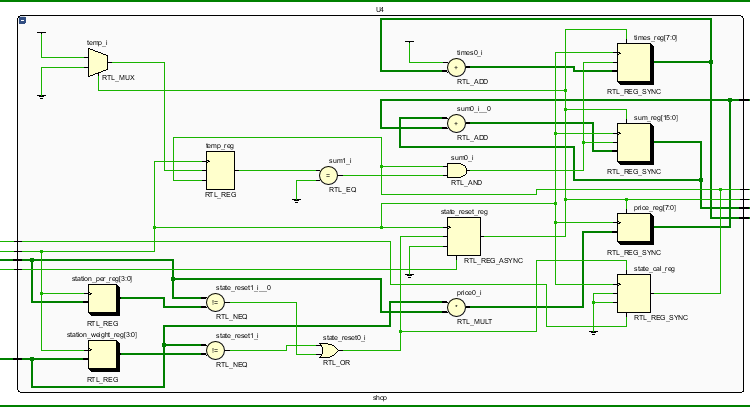 U4
times_reg[7:0]
temp_i
times0_i
+
RTL_MUX
RTL_ADD
RTL_REG_SYNC
sum0_i__0
sum_reg[15:0]
+
RTL_ADD
temp_reg
sum1_i
sum0_i
RTL_REG_SYNC
=
RTL_REG
RTL_EQ
RTL_AND
state_reset_reg
price_reg[7:0]
RTL_REG_ASYNC
RTL_REG_SYNC
state_cal_reg
station_per_reg[3:0]
state_reset1_i__0
price0_i
!=
*
RTL_REG
RTL_NEQ
RTL_MULT
RTL_REG_SYNC
station_weight_reg[3:0]
state_reset1_i
state_reset0_i
!=
RTL_REG
RTL_NEQ
RTL_OR
shop